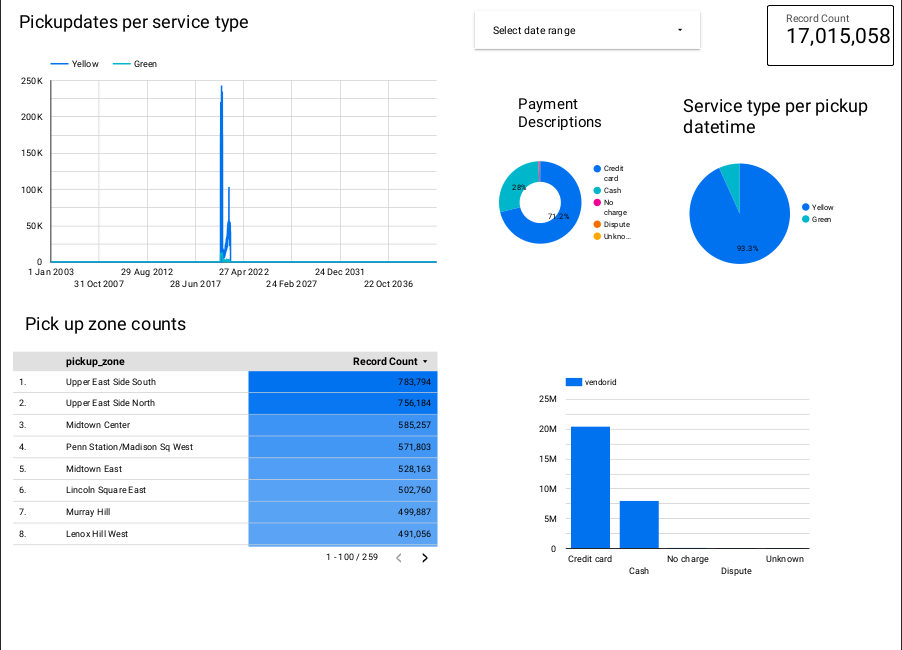 Pickupdates per service type
Select date range
Record Count
17,015,058
Yellow
Green
250K
200K
150K
100K
50K
0
1 Jan 2003
29 Aug 2012
27 Apr 2022
24 Dec 2031
31 Oct 2007
28 Jun 2017
24 Feb 2027
22 Oct 2036
Payment
Descriptions
28%
71.2%
Credit
card
Cash
No
charge
Dispute
Unkno...
Service type per pickup
datetime
93.3%
Yellow
Green
Pick up zone counts
pickup_zone Record Count
1. Upper East Side South 783,794
2. Upper East Side North 756,184
3. Midtown Center 585,257
4. Penn Station/Madison Sq West 571,803
5. Midtown East 528,163
6. Lincoln Square East 502,760
7. Murray Hill 499,887
8. Lenox Hill West 491,056
1 - 100 / 259
vendorid
25M
20M
15M
10M
5M
0
Credit card
No charge
Unknown
Cash
Dispute